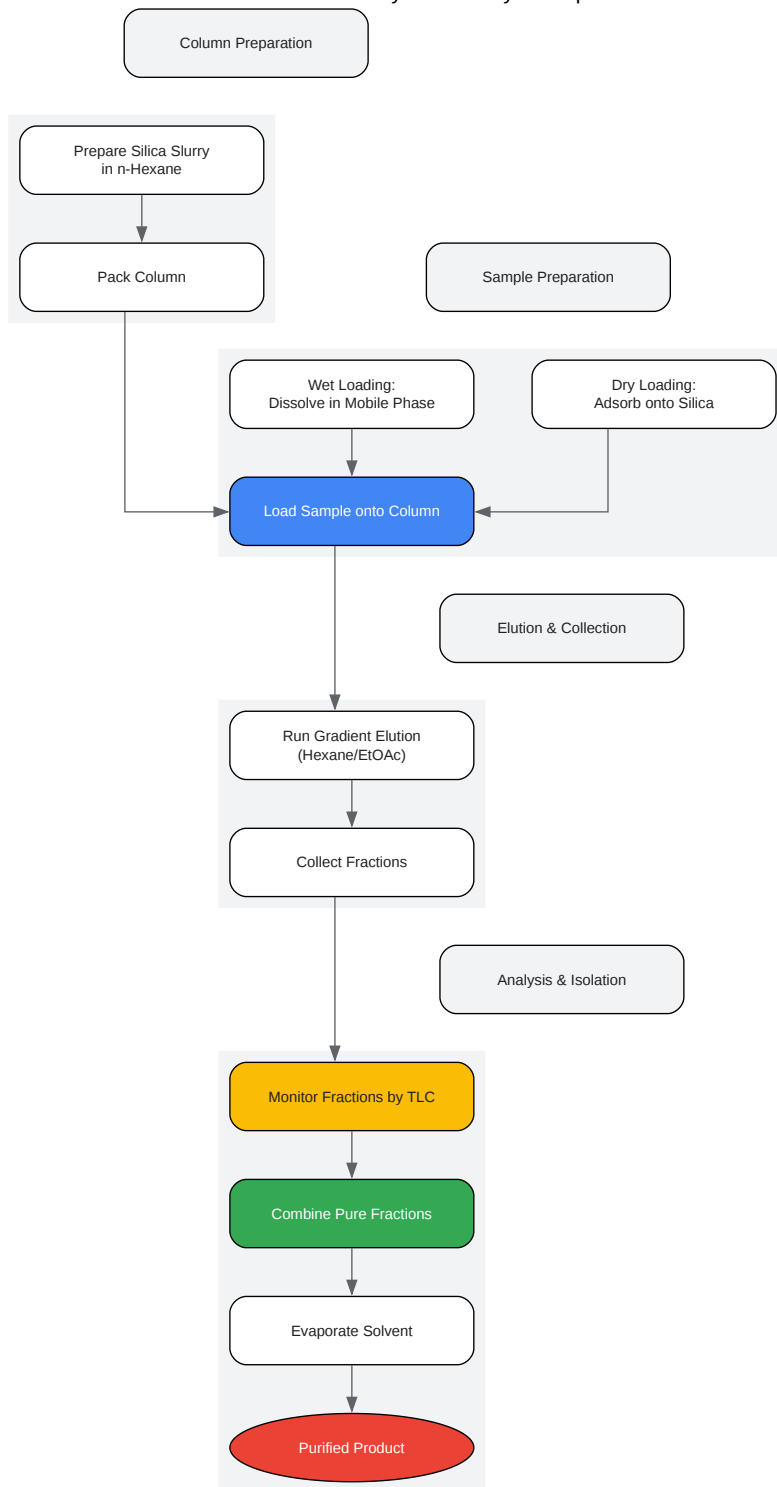 Column Preparation
Prepare Silica Slurry
in n-Hexane
Pack Column
Sample Preparation
Wet Loading:
Dissolve in Mobile Phase
Dry Loading:
Adsorb onto Silica
Load Sample onto Column
Elution & Collection
Run Gradient Elution
(Hexane/EtOAc)
Collect Fractions
Analysis & Isolation
Monitor Fractions by TLC
Combine Pure Fractions
Evaporate Solvent
Purified Product